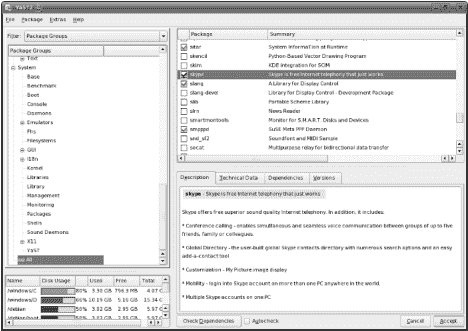 YaST2
File Package Extras Help
Filter: Package Groups
Package Groups
Text
System
Base
Benchmark
Boot
Console
Daemons
Emulators
Fhs
Filesystems
GUI
I18n
Kernel
Libraries
Library
Management
Monitoring
Packages
Shells
Sound Daemons
X11
YaST
zzz All
Name Disk Usage Used Free Total
/windows/C 80% 3.30 GB
/windows/D
/debian
Package Summary
siter System Information at Runtime
skencil Python-Based Vector Drawing Program
skim KDE Integration for SCIM
skype Skype is free Internet telephony that just works
slang A Library for Display Control
slang-devel Library for Display Control - Development Package
slib Portable Scheme Library
slrn News Reader
smartmontools Monitor for S.M.A.R.T. Disks and Devices
smpppd SuSE Meta PPP Daemon
snd_sf2 Soundfont and MIDI Sample
socat Multipurpose relay for bidirectional data transfer
Description Technical Data Dependencies Versions
skype - Skype is free Internet telephony that just works
Skype offers free superior sound quality Internet telephony. In addition, it includes:
* Conference calling - enables simultaneous and seamless voice communication between groups of up to five
friends, family or colleagues.
* Global Directory - the user-built global Skype contacts directory with numerous search options and an easy
add-a-contact tool
* Customization - My Picture image display
* Mobility - login into Skype account on more than one PC anywhere in the world.
* Multiple Skype accounts on one PC
Check Dependencies Autocheck Cancel Accept